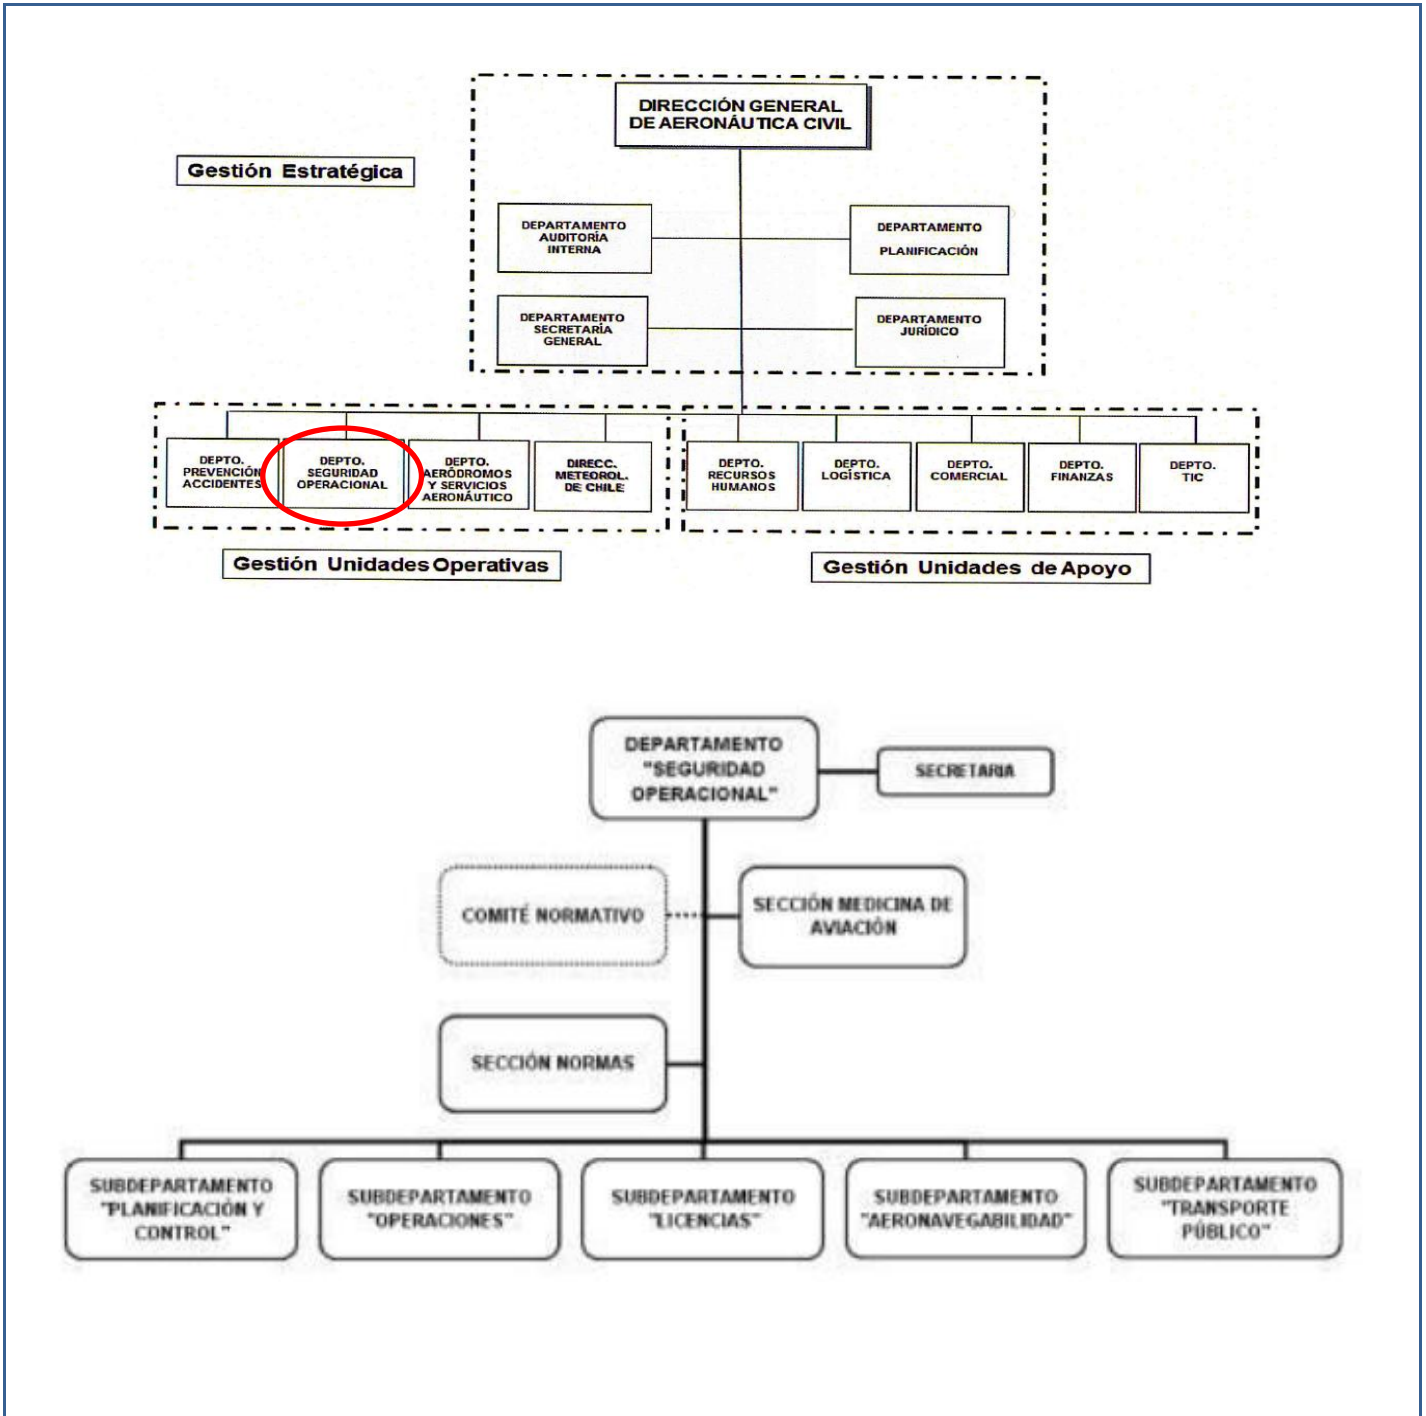 DIRECCIÓN GENERAL
DE AERONÁUTICA CIVIL
Gestión Estratégica
DEPARTAMENTO
AUDITORÍA
INTERNA
DEPARTAMENTO
PLANIFICACIÓN
DEPARTAMENTO
SECRETARÍA
GENERAL
DEPARTAMENTO
JURÍDICO
DEPTO.
PREVENCIÓN
ACCIDENTES
DEPTO.
SEGURIDAD
OPERACIONAL
DEPTO.
AERÓDROMOS
Y SERVICIOS
AERONÁUTICO
DIRECC.
METEOROL.
DE CHILE
DEPTO.
RECURSOS
HUMANOS
DEPTO.
LOGÍSTICA
DEPTO.
COMERCIAL
DEPTO.
FINANZAS
DEPTO.
TIC
Gestión Unidades Operativas
Gestión Unidades de Apoyo
DEPARTAMENTO
"SEGURIDAD
OPERACIONAL"
SECRETARIA
COMITÉ NORMATIVO
SECCIÓN MEDICINA DE
AVIACIÓN
SECCIÓN NORMAS
SUBDEPARTAMENTO
"PLANIFICACIÓN Y
CONTROL"
SUBDEPARTAMENTO
"OPERACIONES"
SUBDEPARTAMENTO
"LICENCIAS"
SUBDEPARTAMENTO
"AERONAVEGABILIDAD"
SUBDEPARTAMENTO
"TRANSPORTE
PÚBLICO"